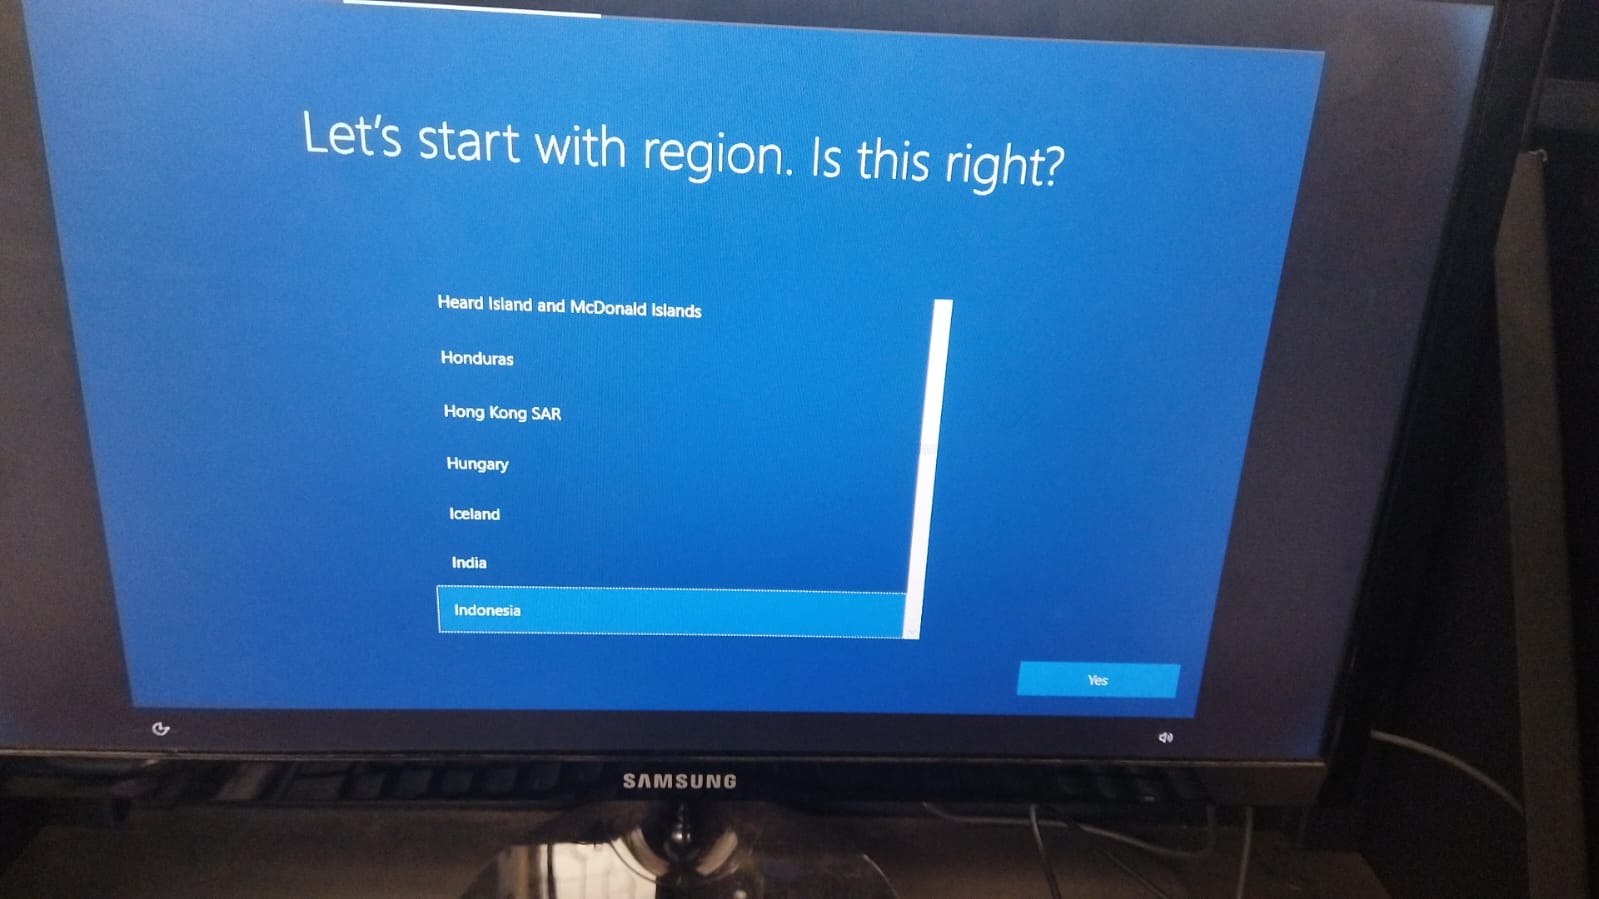 Let's start with region. Is this right?
Heard Island and McDonald Islands
Honduras
Hong Kong SAR
Hungary
Iceland
India
Indonesia
Yes
SAMSUNG